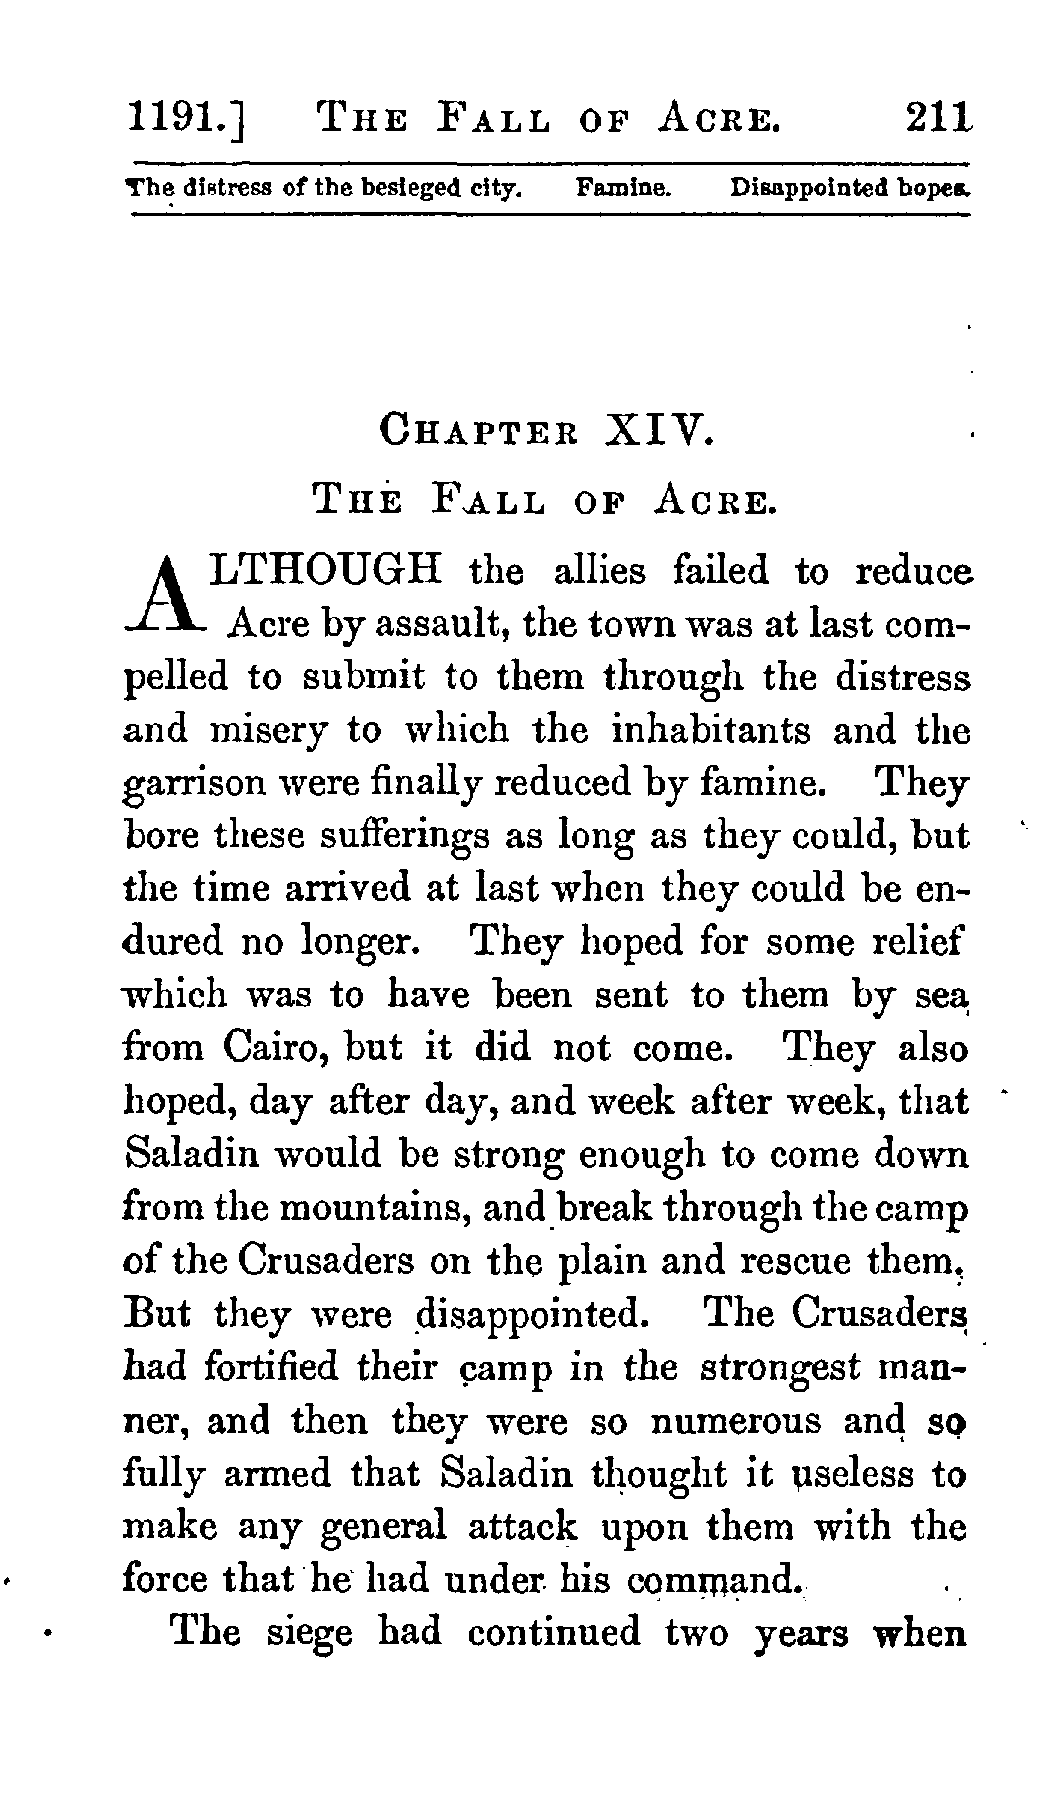 1191.] THE FALL OF ACRE. 211
The distress of the besieged city. Famine. Disappointed hopes.
CHAPTER XIV.
THE FALL OF ACRE.
ALTHOUGH the allies failed to reduce
Acre by assault, the town was at last com-
pelled to submit to them through the distress
and misery to which the inhabitants and the
garrison were finally reduced by famine. They
bore these sufferings as long as they could, but
the time arrived at last when they could be en-
dured no longer. They hoped for some relief
which was to have been sent to them by sea
from Cairo, but it did not come. They also
hoped, day after day, and week after week, that
Saladin would be strong enough to come down
from the mountains, and break through the camp
of the Crusaders on the plain and rescue them.
But they were disappointed. The Crusaders
had fortified their camp in the strongest man-
ner, and then they were so numerous and so
fully armed that Saladin thought it useless to
make any general attack upon them with the
force that he had under his command.
The siege had continued two years when